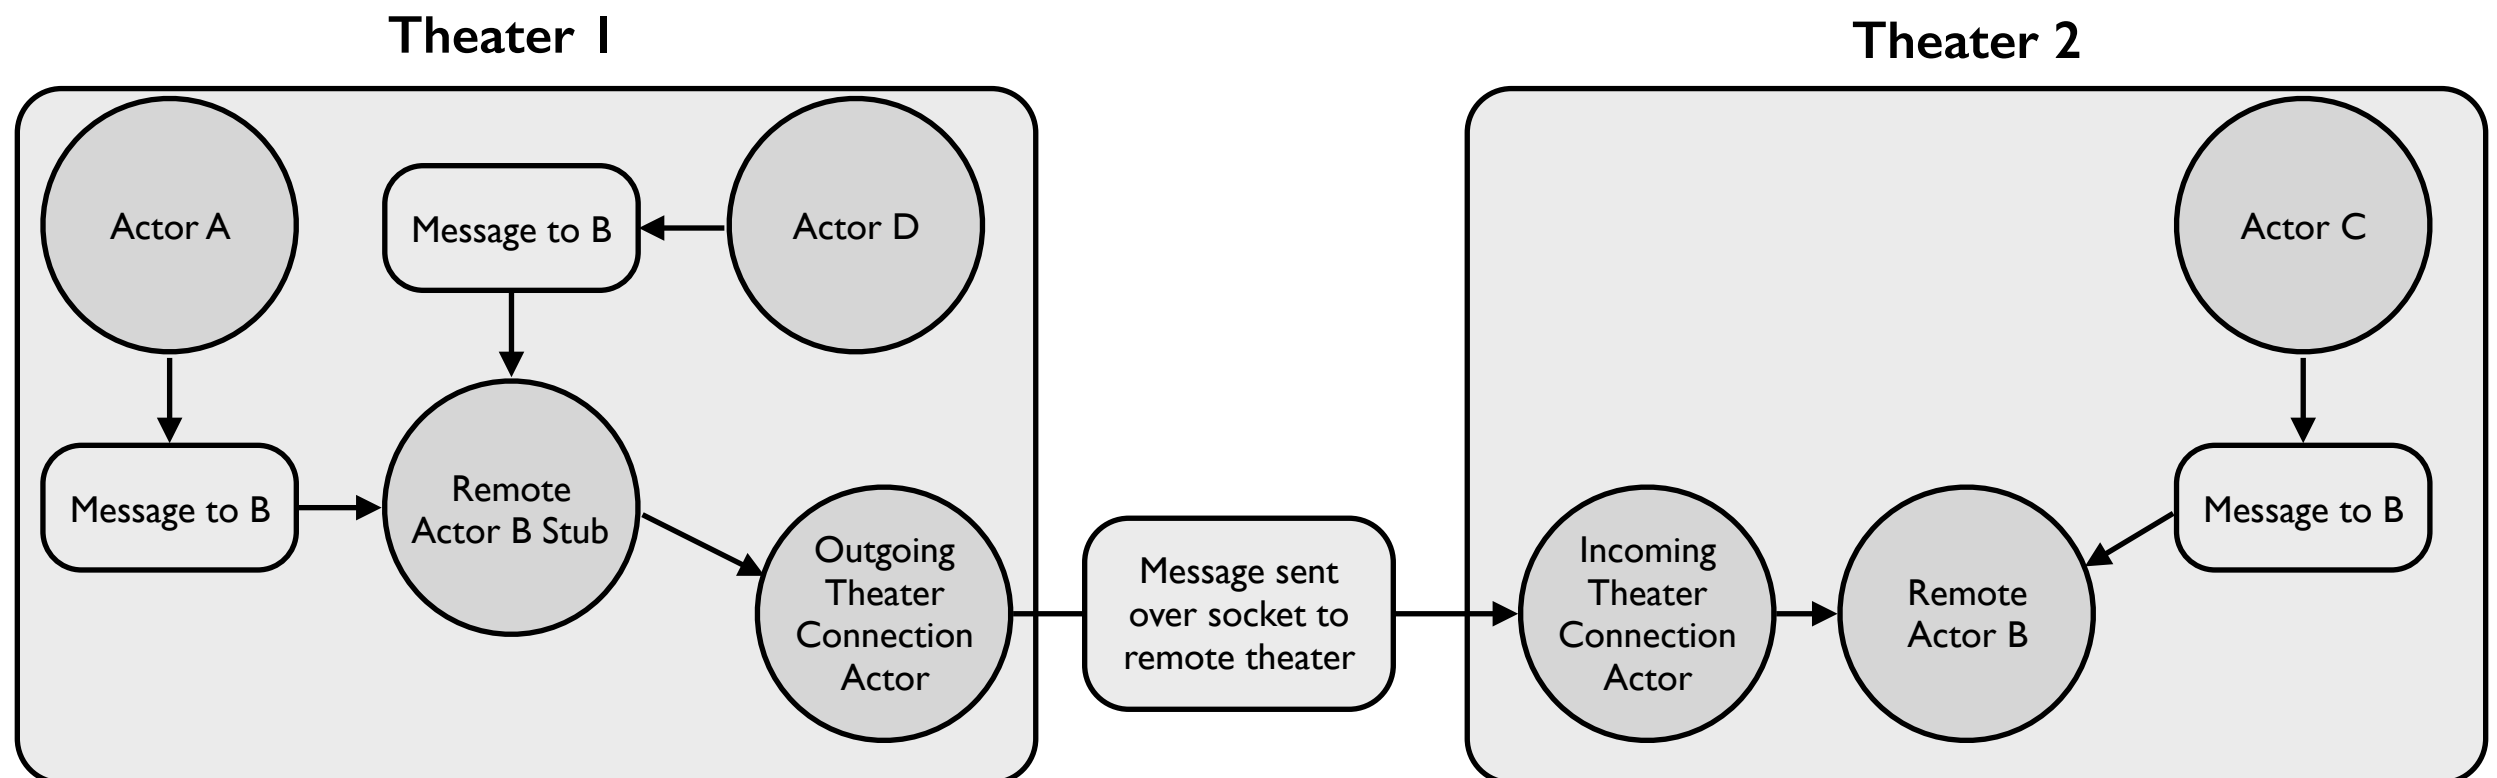 Theater 1
Theater 2
Actor A
Message to B
Actor D
Actor C
Message to B
Remote
Actor B Stub
Outgoing
Theater
Connection
Actor
Message sent
over socket to
remote theater
Incoming
Theater
Connection
Actor
Remote
Actor B
Message to B